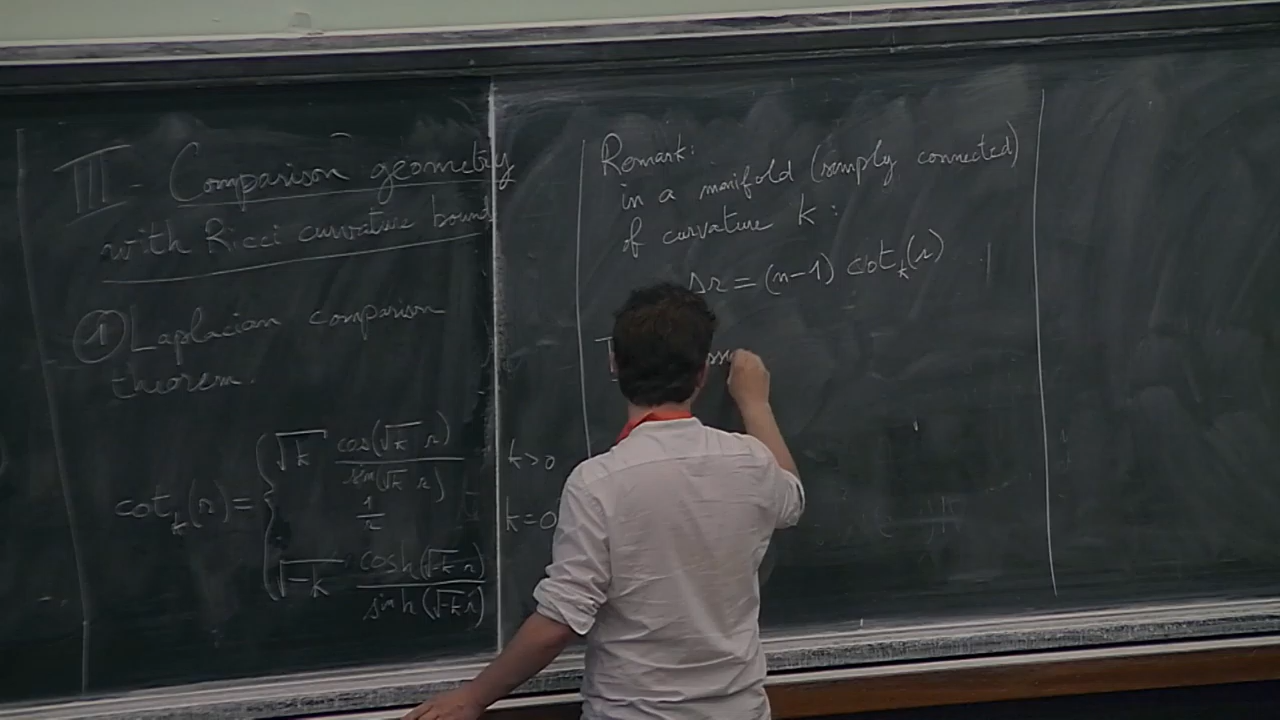 III - Comparison geometry
with Ricci curvature bound
① Laplacian comparison
theorem.
cot_k(r) = { √k cos(√k r)/sin(√k r) k>0
1/r k=0
√-k cosh(√-k r)/sinh(√-k r)
Remark:
in a manifold (simply connected)
of curvature k:
Δr = (n-1) cot_k(r)